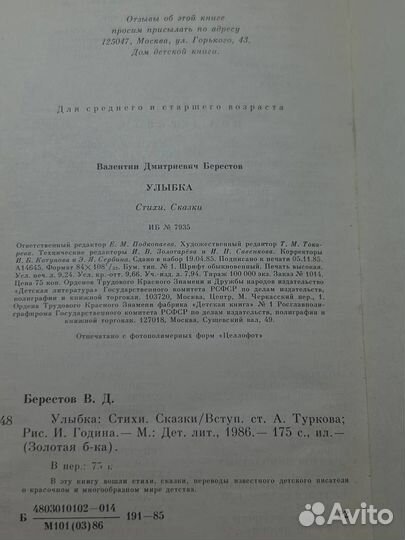 Отзывы об этой книге
просим присылать по адресу
125047, Москва, ул. Горького, 43,
Дом детской книги.
Для среднего и старшего возраста
Валентин Дмитриевич Берестов
УЛЫБКА
Стихи. Сказки
ИБ № 7935
Ответственный редактор Е. М. Подкопаева. Художественный редактор Т. М. Тока-
рева. Технические редакторы И. В. Золотарёва и И. П. Савенкова. Корректоры
И. Б. Катунова и Э. Я. Сербина. Сдано в набор 19.04.85. Подписано к печати 05.11.85.
А14645. Формат 84×108¹/₃₂. Бум. тип. № 1. Шрифт обыкновенный. Печать высокая.
Усл. печ. л. 9,24. Усл. кр.-отт. 9,66. Уч.-изд. л. 7,94. Тираж 100 000 экз. Заказ № 1014.
Цена 75 коп. Орденов Трудового Красного Знамени и Дружбы народов издательство
«Детская литература» Государственного комитета РСФСР по делам издательств,
полиграфии и книжной торговли. 103720, Москва, Центр, М. Черкасский пер., 1.
Ордена Трудового Красного Знамени фабрика «Детская книга» № 1 Росглавполи-
графпрома Государственного комитета РСФСР по делам издательств, полиграфии и
книжной торговли. 127018, Москва, Сущевский вал, 49.
Отпечатано с фотополимерных форм «Целлофот»
Берестов В. Д.
48 Улыбка: Стихи. Сказки/Вступ. ст. А. Туркова;
Рис. И. Година.— М.: Дет. лит., 1986.— 175 с., ил.—
(Золотая б-ка).
В пер.: 75 к.
В эту книгу вошли стихи, сказки, переводы известного детского писателя
о красочном и многообразном мире детства.
Б 4803010102—014 191—85
М101(03)86
Avito